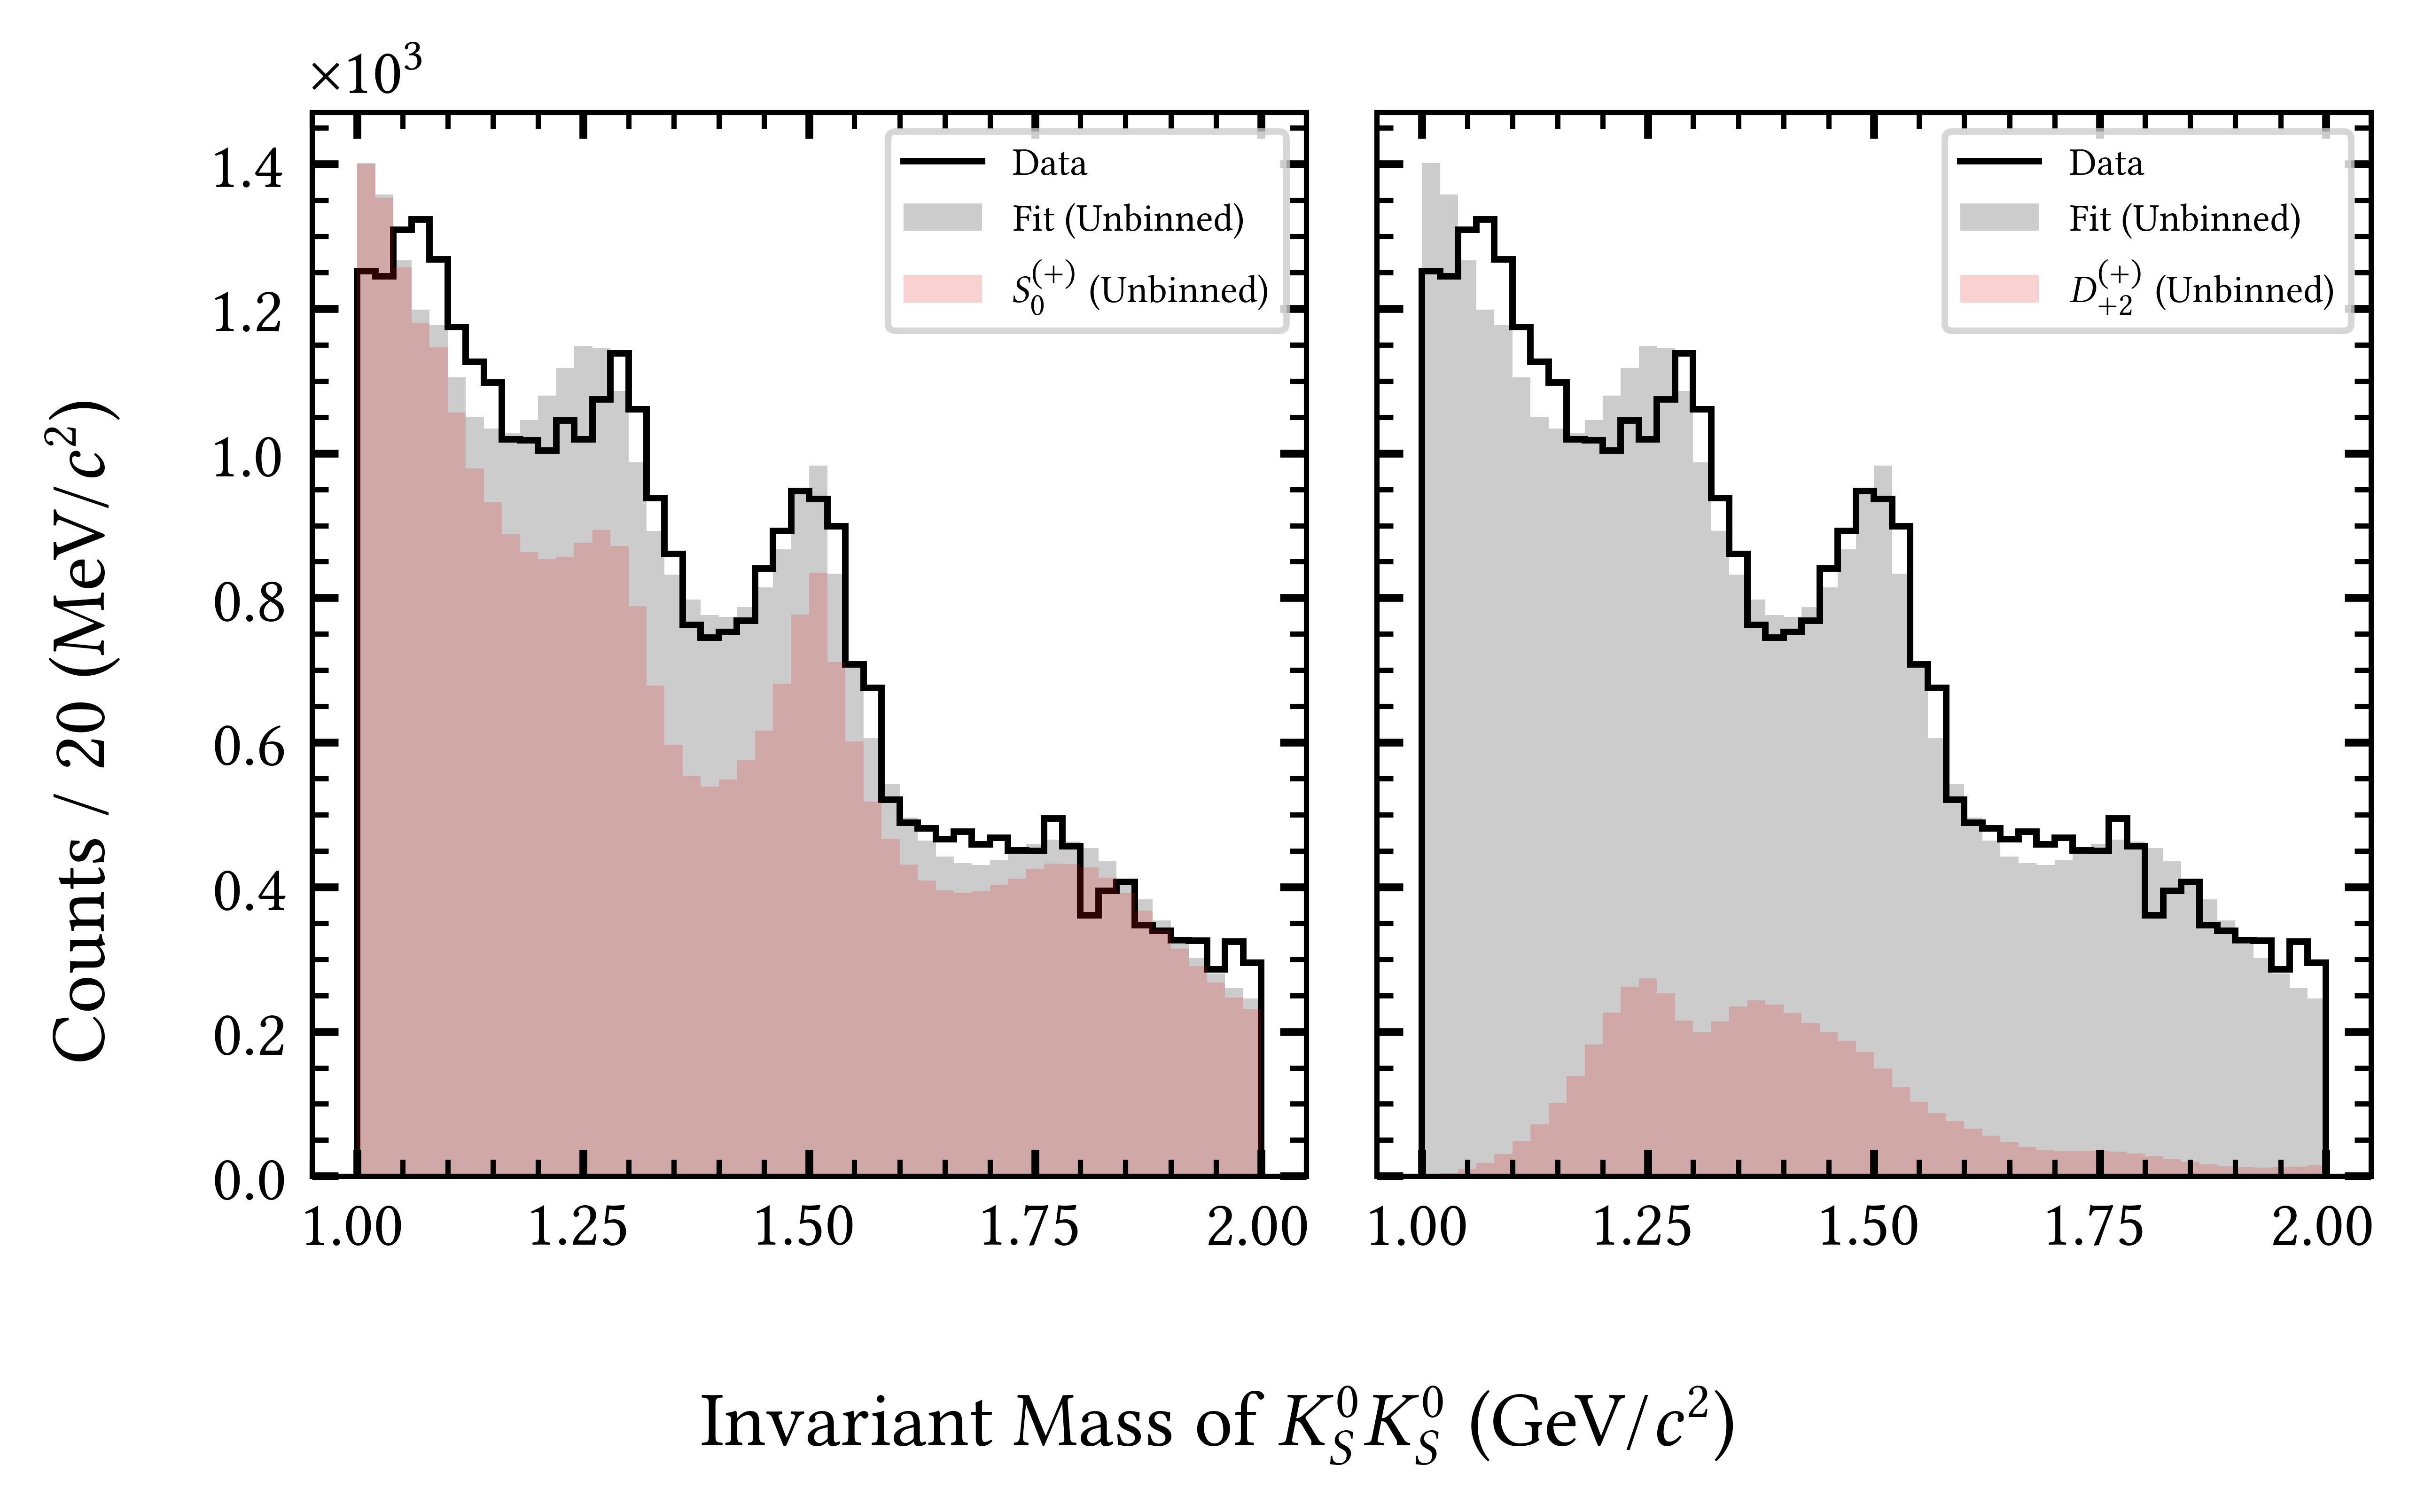 ×10³
1.4
1.2
1.0
0.8
0.6
0.4
0.2
0.0
Counts / 20 (MeV/c²)
Data
Fit (Unbinned)
S₀⁽⁺⁾ (Unbinned)
1.00 1.25 1.50 1.75 2.00
Data
Fit (Unbinned)
D₊₂⁽⁺⁾ (Unbinned)
1.00 1.25 1.50 1.75 2.00
Invariant Mass of K_S⁰K_S⁰ (GeV/c²)